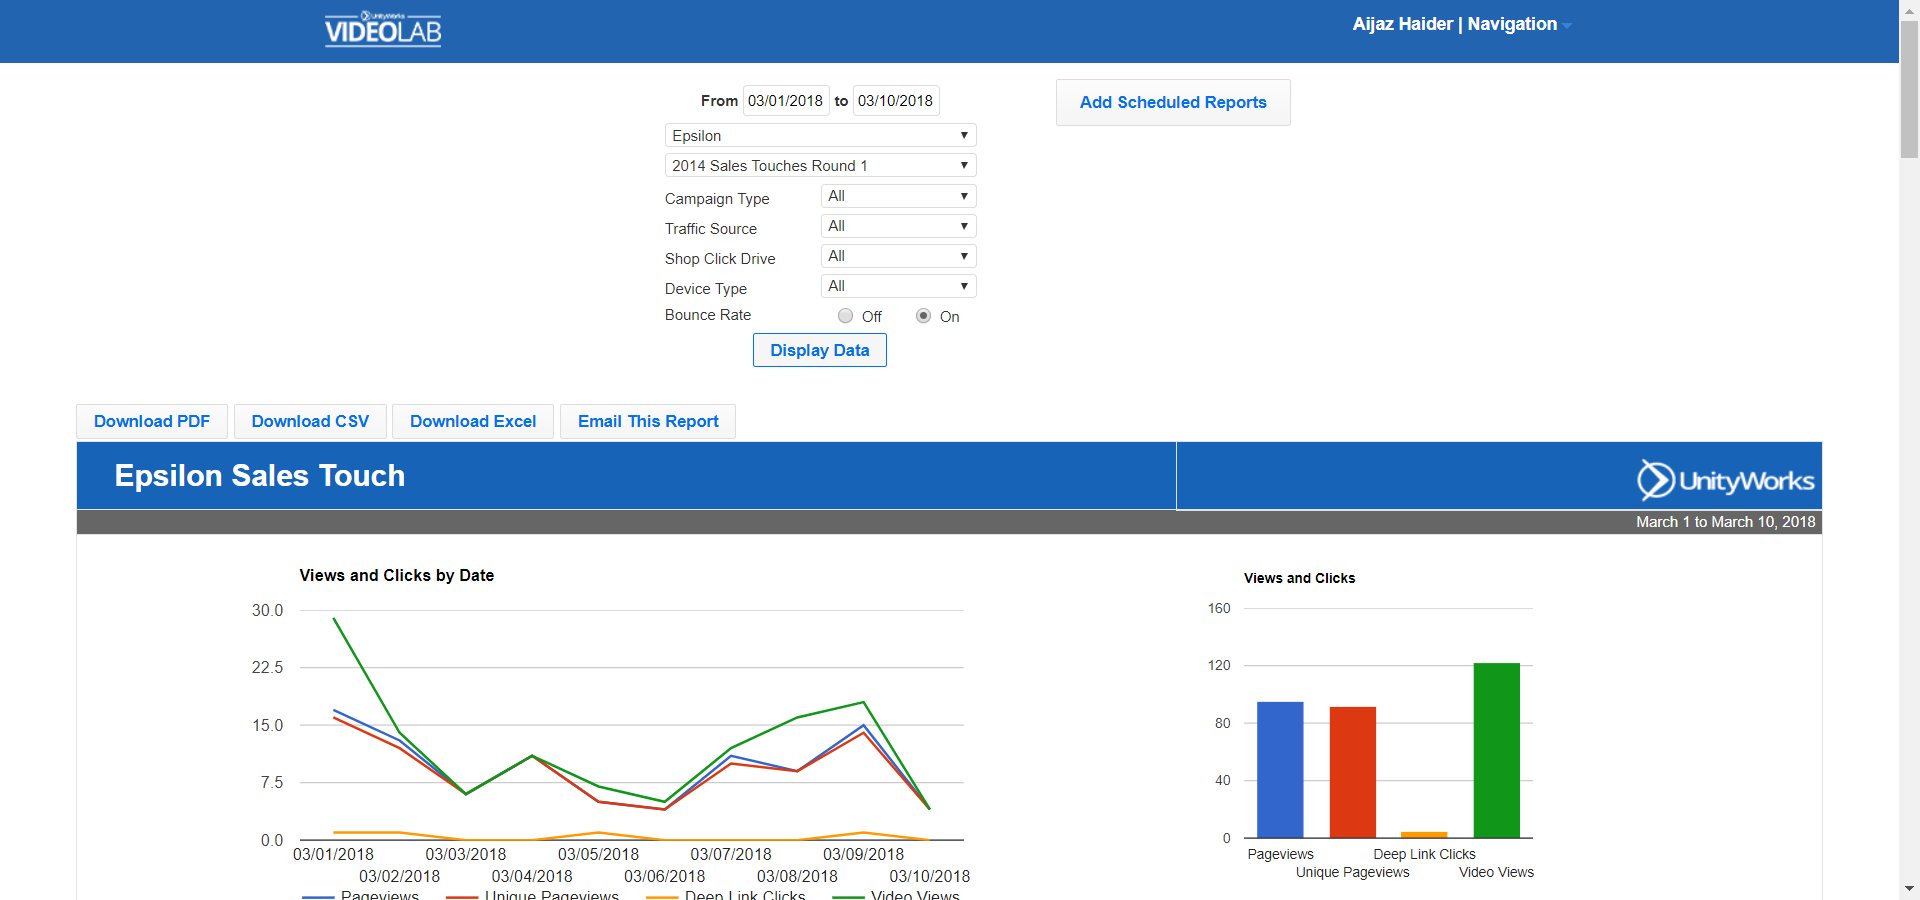 UnityWorks
VIDEOLAB
Aijaz Haider | Navigation
From 03/01/2018 to 03/10/2018
Add Scheduled Reports
Epsilon
2014 Sales Touches Round 1
Campaign Type All
Traffic Source All
Shop Click Drive All
Device Type All
Bounce Rate Off On
Display Data
Download PDF Download CSV Download Excel Email This Report
Epsilon Sales Touch
UnityWorks
March 1 to March 10, 2018
Views and Clicks by Date
30.0
22.5
15.0
7.5
0.0
03/01/2018 03/03/2018 03/05/2018 03/07/2018 03/09/2018
03/02/2018 03/04/2018 03/06/2018 03/08/2018 03/10/2018
Pageviews Unique Pageviews Deep Link Clicks Video Views
Views and Clicks
160
120
80
40
0
Pageviews Deep Link Clicks
Unique Pageviews Video Views